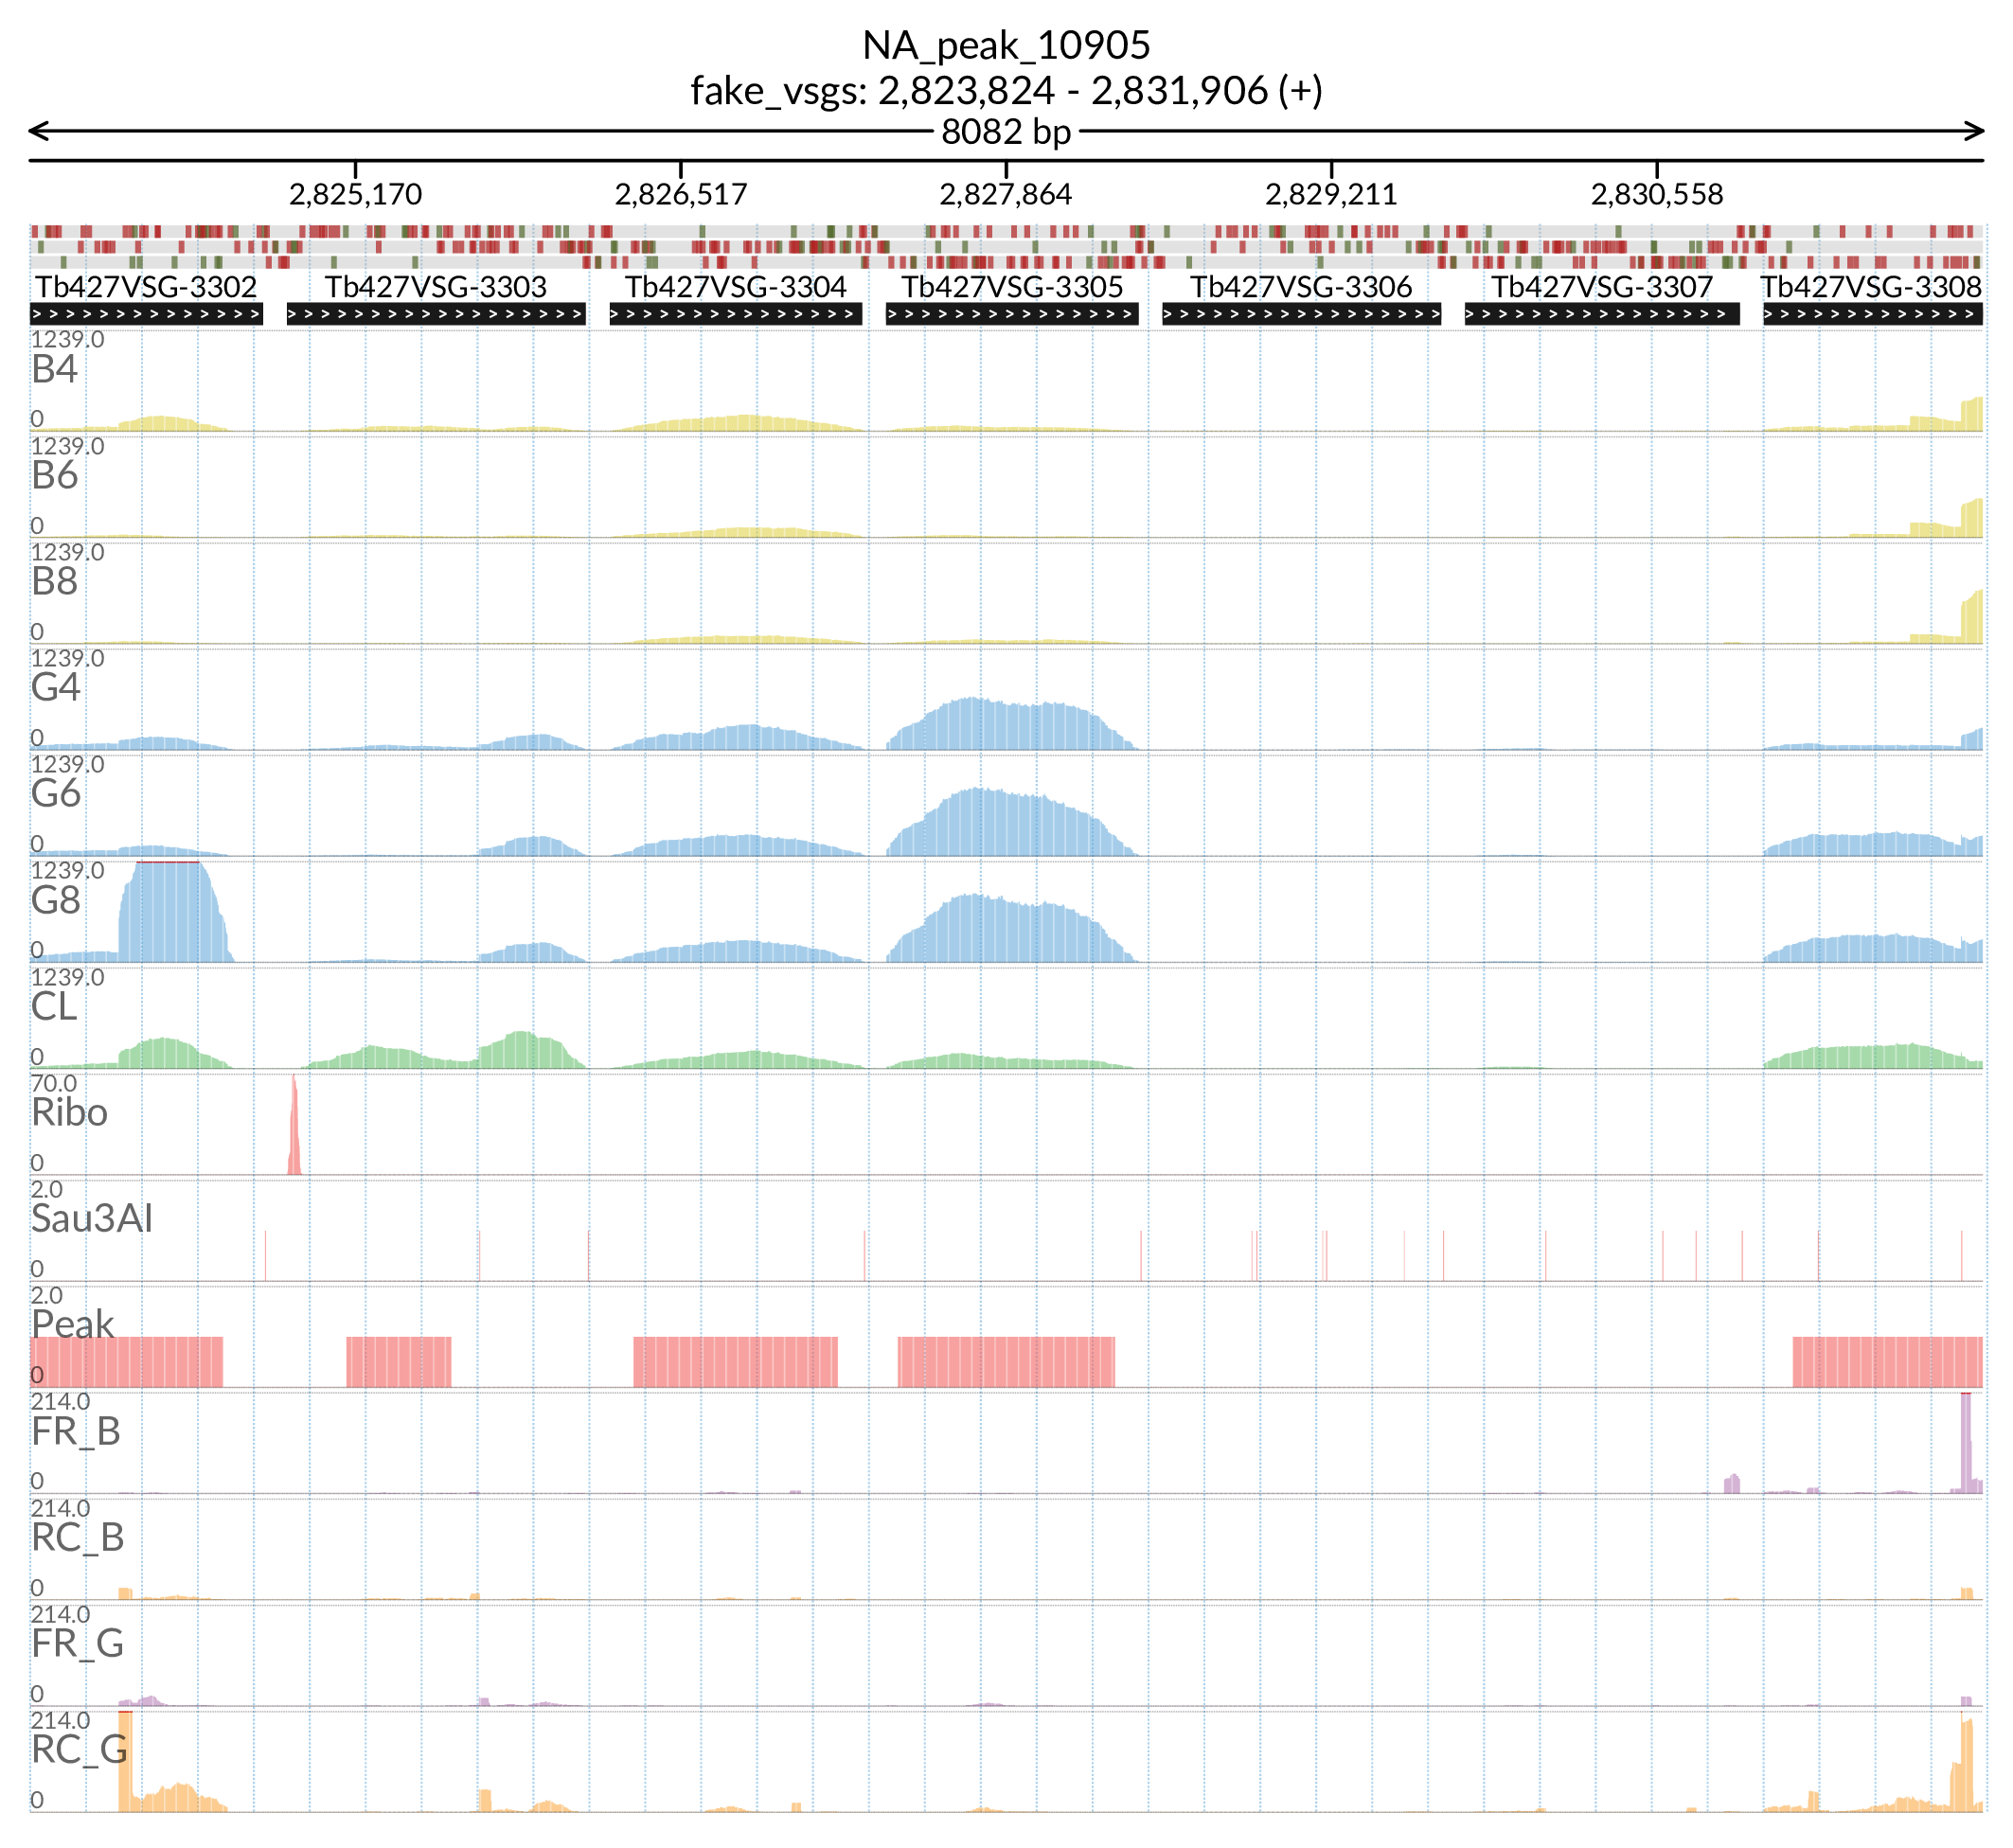 NA_peak_10905
fake_vsgs: 2,823,824 - 2,831,906 (+)
8082 bp
2,825,170 2,826,517 2,827,864 2,829,211 2,830,558
Tb427VSG-3302 Tb427VSG-3303 Tb427VSG-3304 Tb427VSG-3305 Tb427VSG-3306 Tb427VSG-3307 Tb427VSG-3308
1239.0
B4
0
1239.0
B6
0
1239.0
B8
0
1239.0
G4
0
1239.0
G6
0
1239.0
G8
0
1239.0
CL
0
70.0
Ribo
0
2.0
Sau3AI
0
2.0
Peak
0
214.0
FR_B
0
214.0
RC_B
0
214.0
FR_G
0
214.0
RC_G
0